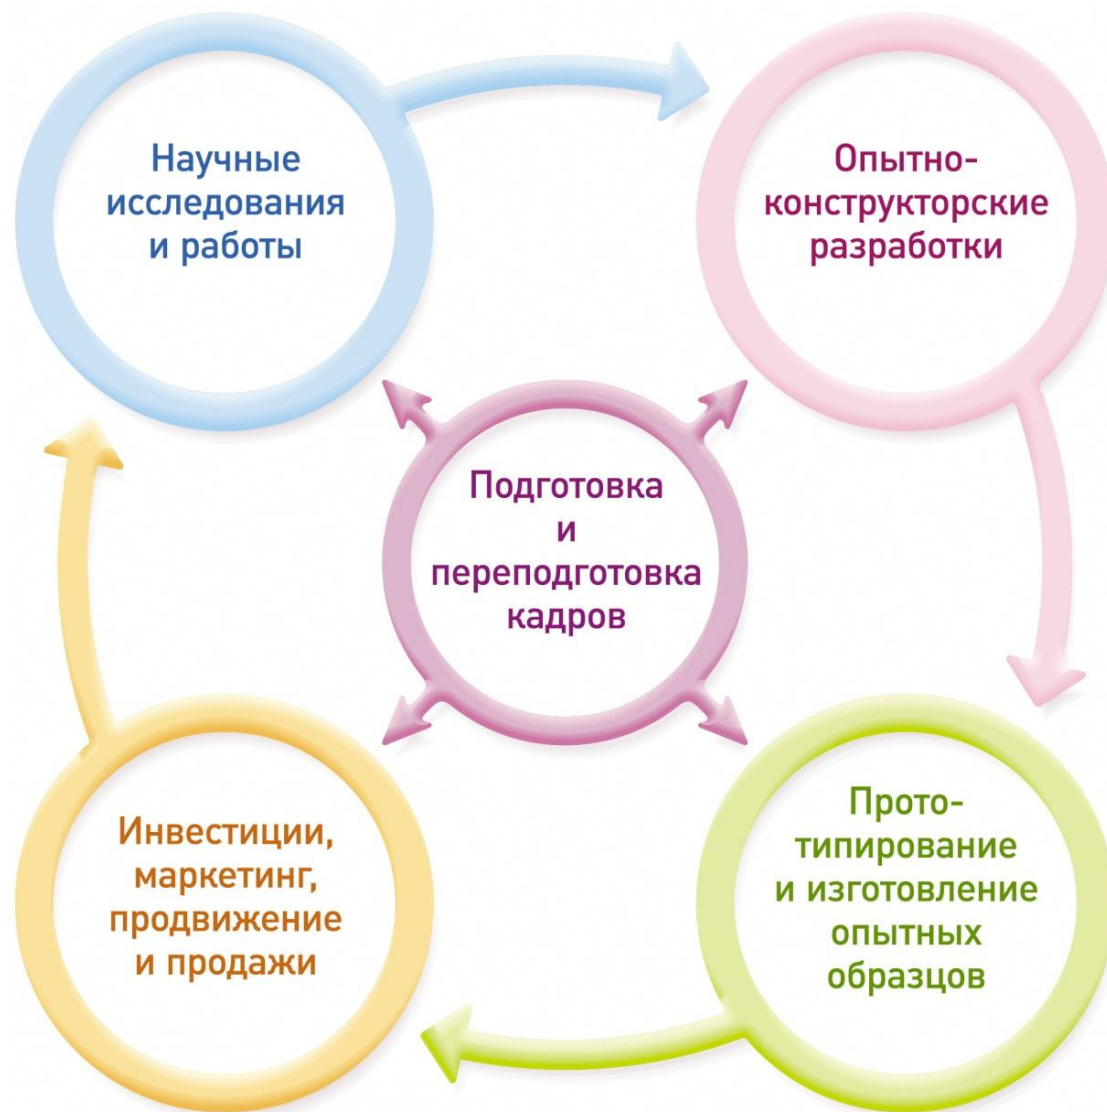 Научные
исследования
и работы
Опытно-
конструкторские
разработки
Подготовка
и
переподготовка
кадров
Инвестиции,
маркетинг,
продвижение
и продажи
Прото-
типирование
и изготовление
опытных
образцов